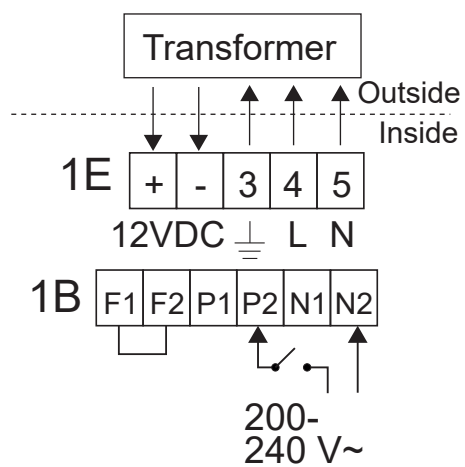 Transformer
Outside
Inside
1E + - 3 4 5
12VDC L N
1B F1 F2 P1 P2 N1 N2
200-
240 V~